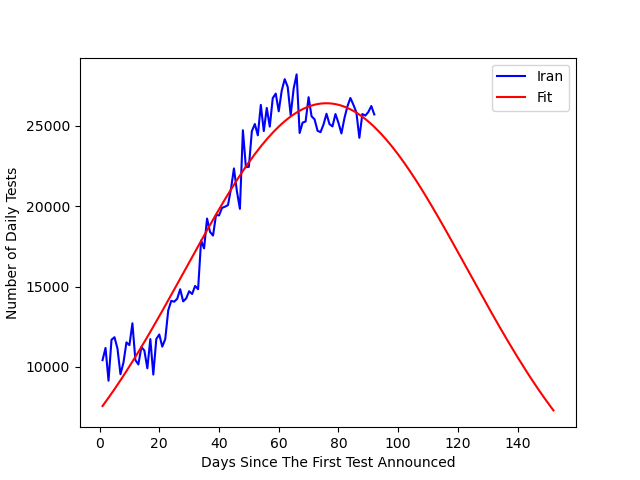 Iran
Fit
Number of Daily Tests
25000
20000
15000
10000
0 20 40 60 80 100 120 140
Days Since The First Test Announced